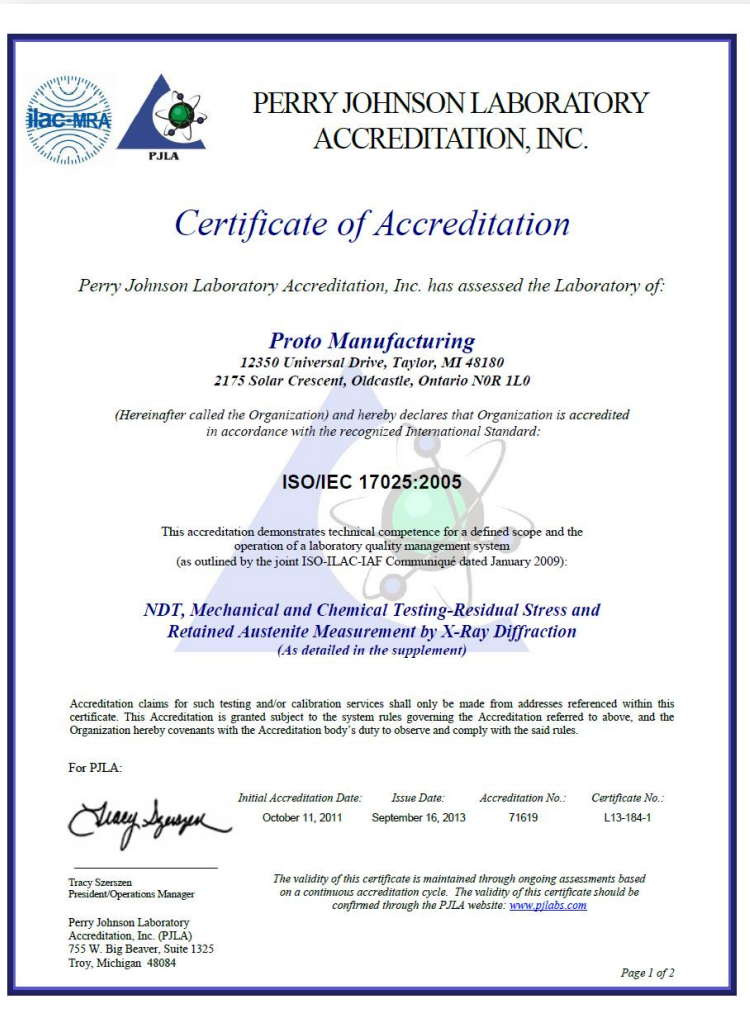 ilac-MRA
PJLA
PERRY JOHNSON LABORATORY
ACCREDITATION, INC.
Certificate of Accreditation
Perry Johnson Laboratory Accreditation, Inc. has assessed the Laboratory of:
Proto Manufacturing
12350 Universal Drive, Taylor, MI 48180
2175 Solar Crescent, Oldcastle, Ontario N0R 1L0
(Hereinafter called the Organization) and hereby declares that Organization is accredited
in accordance with the recognized International Standard:
ISO/IEC 17025:2005
This accreditation demonstrates technical competence for a defined scope and the
operation of a laboratory quality management system
(as outlined by the joint ISO-ILAC-IAF Communiqué dated January 2009):
NDT, Mechanical and Chemical Testing-Residual Stress and
Retained Austenite Measurement by X-Ray Diffraction
(As detailed in the supplement)
Accreditation claims for such testing and/or calibration services shall only be made from addresses referenced within this
certificate. This Accreditation is granted subject to the system rules governing the Accreditation referred to above, and the
Organization hereby covenants with the Accreditation body's duty to observe and comply with the said rules.
For PJLA:
Tracy Szerszen
Initial Accreditation Date: Issue Date: Accreditation No.: Certificate No.:
October 11, 2011 September 16, 2013 71619 L13-184-1
Tracy Szerszen
President/Operations Manager
Perry Johnson Laboratory
Accreditation, Inc. (PJLA)
755 W. Big Beaver, Suite 1325
Troy, Michigan 48084
The validity of this certificate is maintained through ongoing assessments based
on a continuous accreditation cycle. The validity of this certificate should be
confirmed through the PJLA website: www.pjlabs.com
Page 1 of 2